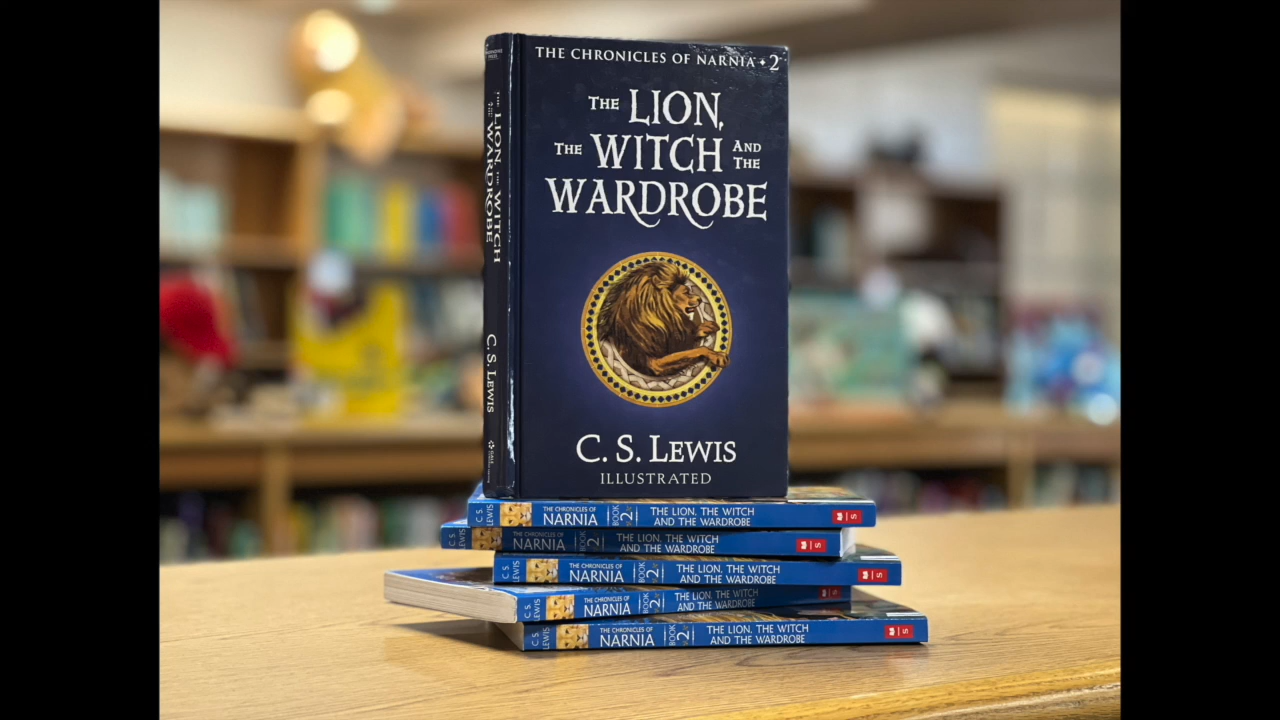 THE CHRONICLES OF NARNIA • 2
THE LION,
THE WITCH AND THE
WARDROBE
C. S. LEWIS
ILLUSTRATED
THE LION, THE WITCH
AND THE WARDROBE
C. S. LEWIS
C. S. LEWIS
THE CHRONICLES OF
NARNIA
BOOK 2
THE LION, THE WITCH
AND THE WARDROBE
S
C. S. LEWIS
THE CHRONICLES OF
NARNIA
BOOK 2
THE LION, THE WITCH
AND THE WARDROBE
S
C. S. LEWIS
THE CHRONICLES OF
NARNIA
BOOK 2
THE LION, THE WITCH
AND THE WARDROBE
S
C. S. LEWIS
THE CHRONICLES OF
NARNIA
BOOK 2
THE LION, THE WITCH
AND THE WARDROBE
S
C. S. LEWIS
THE CHRONICLES OF
NARNIA
BOOK 2
THE LION, THE WITCH
AND THE WARDROBE
S